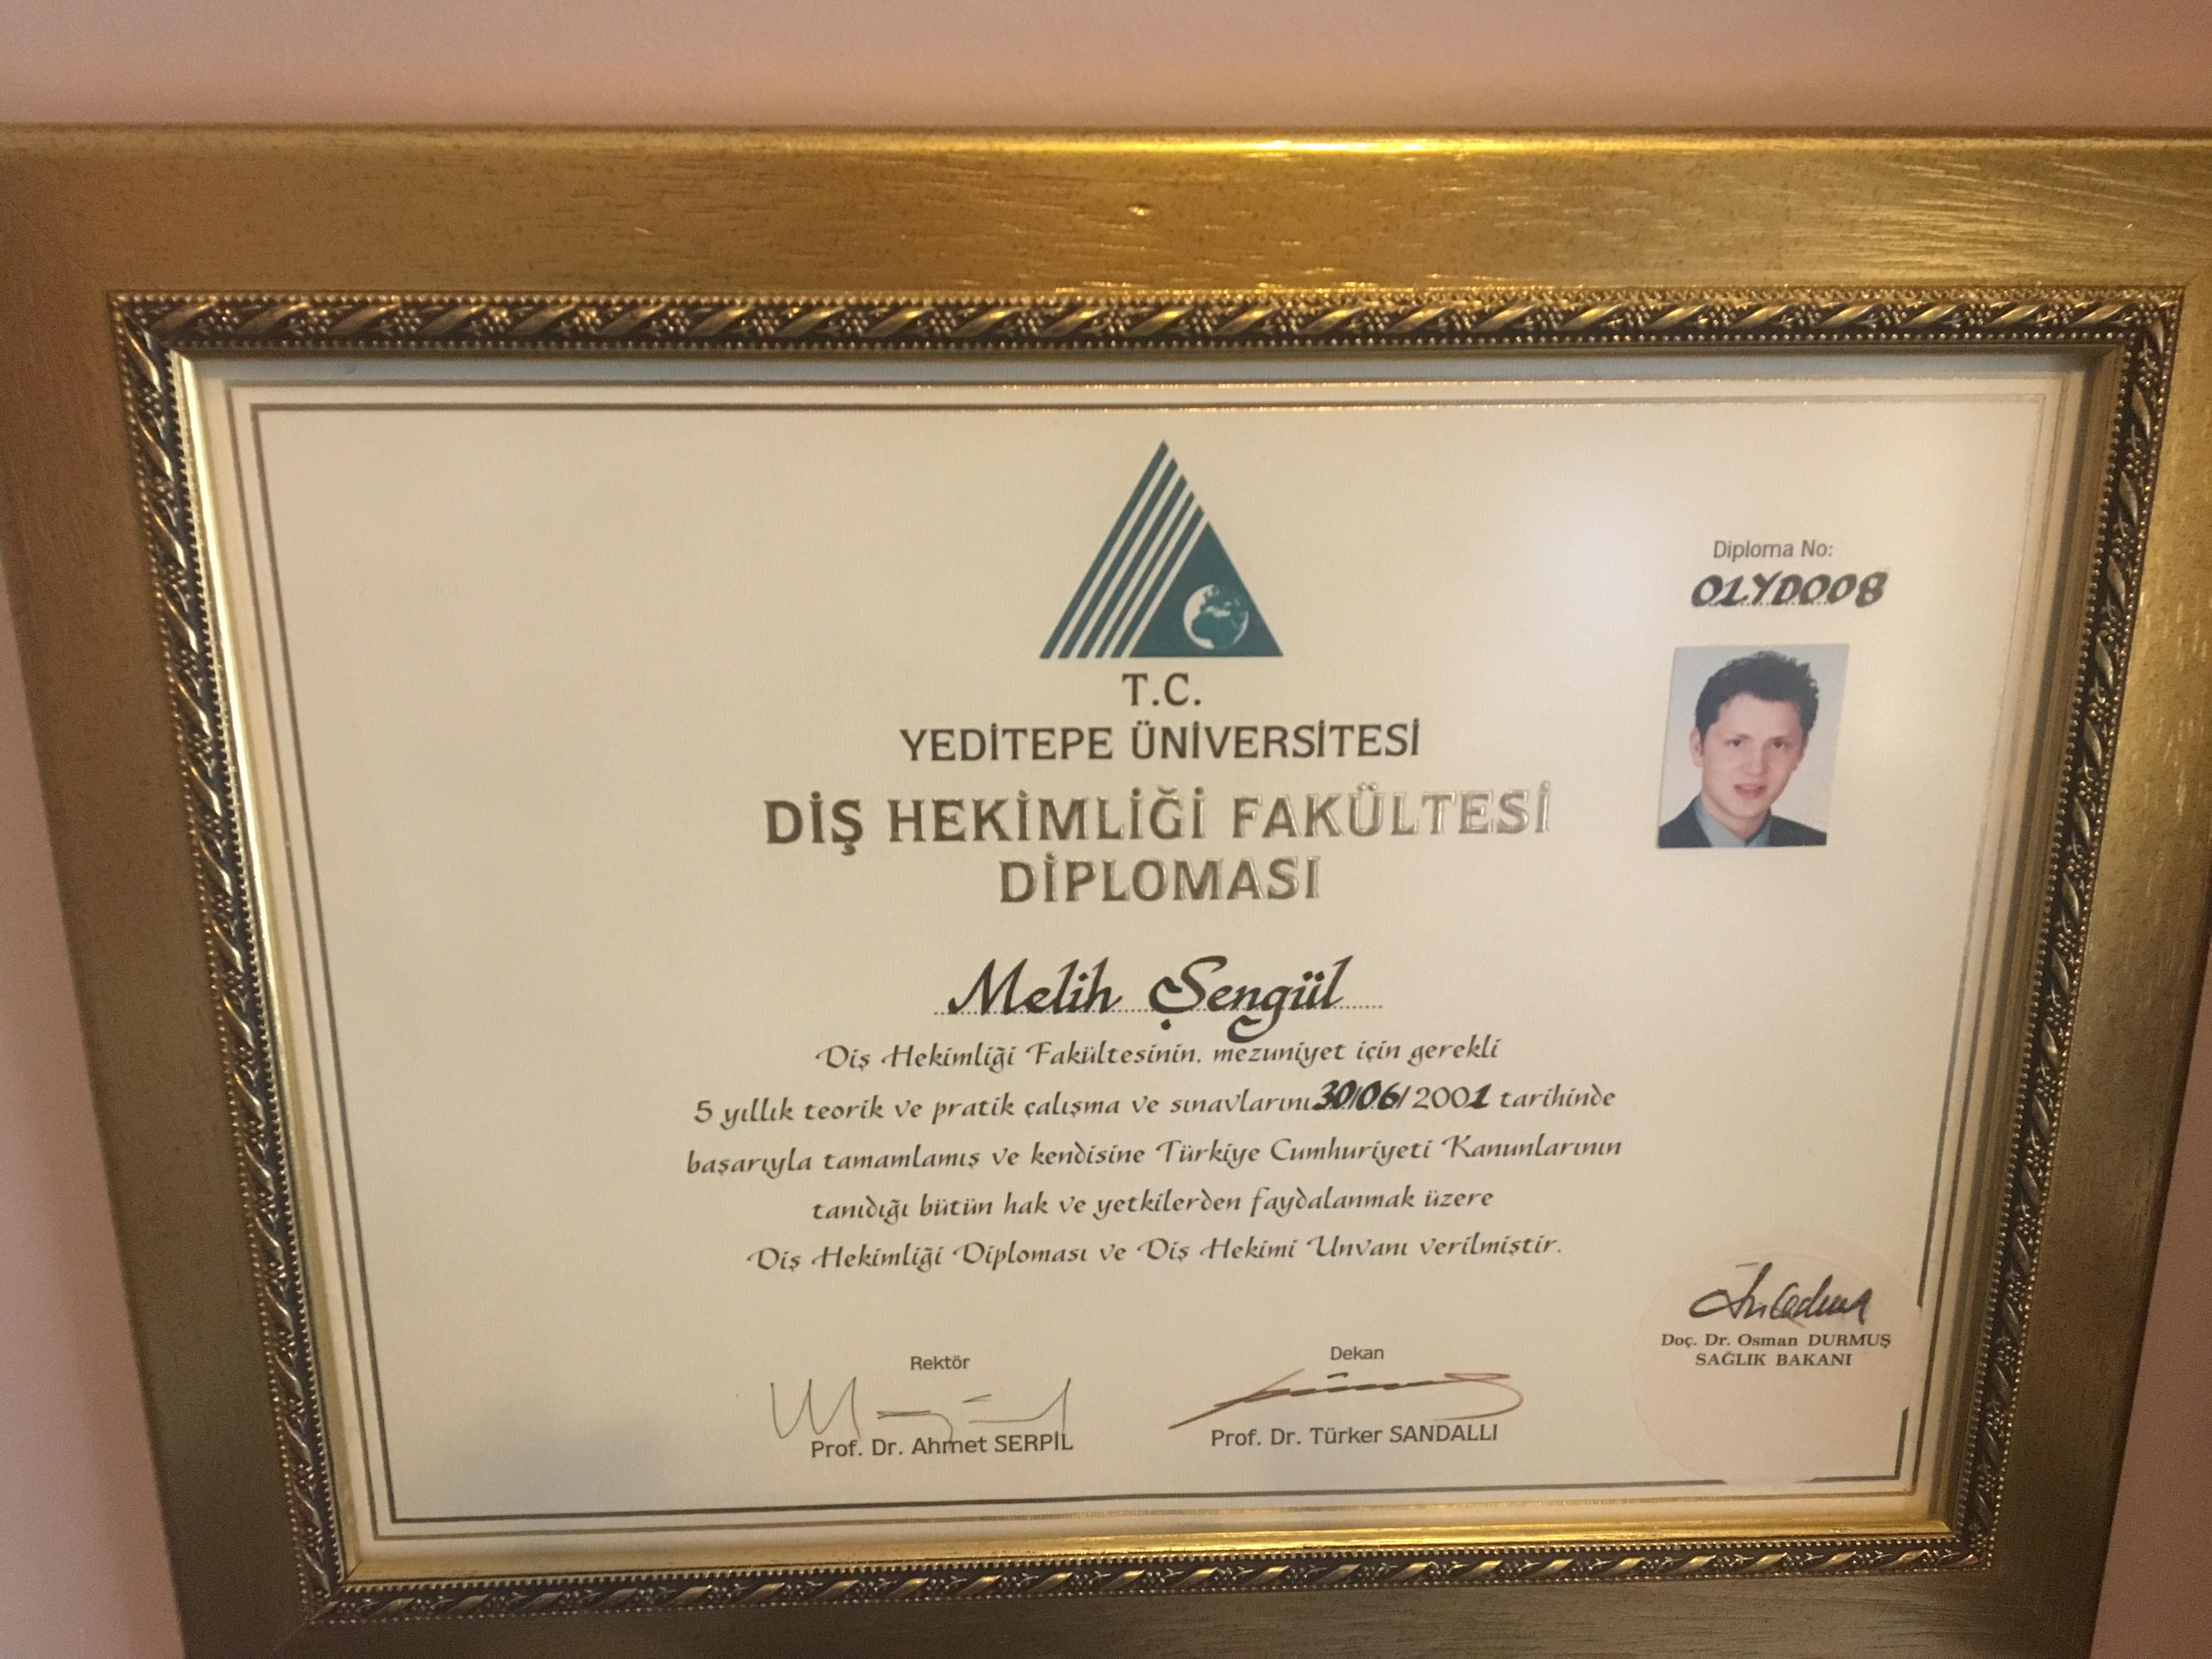 Diploma No:
01YD008
T.C.
YEDİTEPE ÜNİVERSİTESİ
DİŞ HEKİMLİĞİ FAKÜLTESİ
DİPLOMASI
Melih Şengül
Diş Hekimliği Fakültesinin, mezuniyet için gerekli
5 yıllık teorik ve pratik çalışma ve sınavlarını 30/06/2001 tarihinde
başarıyla tamamlamış ve kendisine Türkiye Cumhuriyeti Kanunlarının
tanıdığı bütün hak ve yetkilerden faydalanmak üzere
Diş Hekimliği Diploması ve Diş Hekimi Unvanı verilmiştir.
Rektör
Prof. Dr. Ahmet SERPİL
Dekan
Prof. Dr. Türker SANDALLI
Doç. Dr. Osman DURMUŞ
SAĞLIK BAKANI